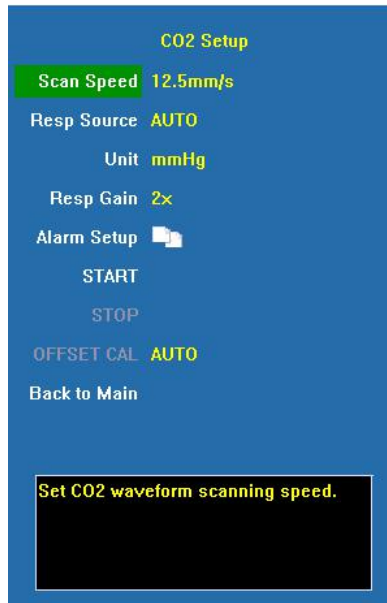 CO2 Setup
Scan Speed 12.5mm/s
Resp Source AUTO
Unit mmHg
Resp Gain 2x
Alarm Setup
START
STOP
OFFSET CAL AUTO
Back to Main
Set CO2 waveform scanning speed.